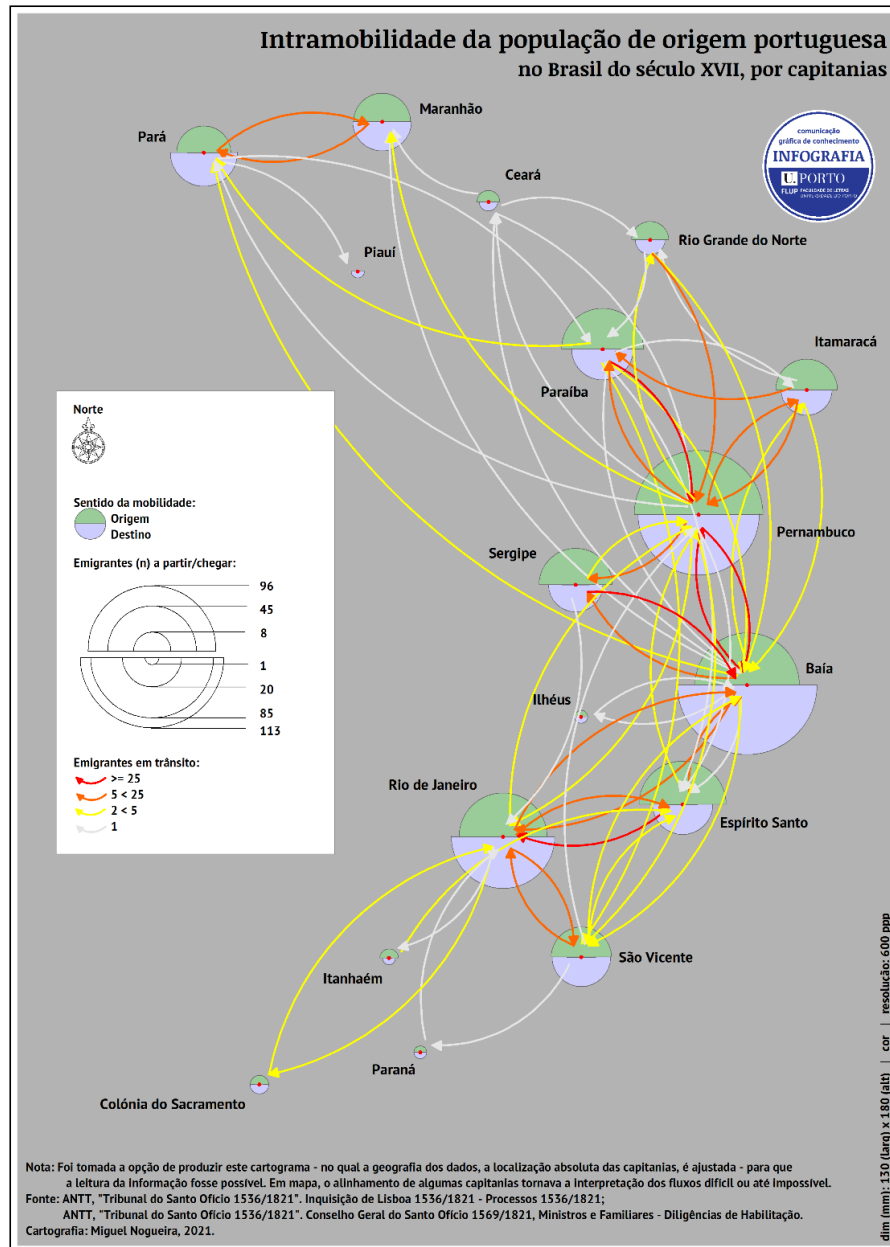 Intramobilidade da população de origem portuguesa
no Brasil do século XVII, por capitanias
comunicação
gráfica de conhecimento
INFOGRAFIA
U. PORTO
FLUP FACULDADE DE LETRAS
UNIVERSIDADE DO PORTO
Maranhão
Pará
Ceará
Rio Grande do Norte
Piauí
Itamaracá
Paraíba
Norte
Sentido da mobilidade:
Origem
Destino
Emigrantes (n) a partir/chegar:
96
45
8
1
20
85
113
Emigrantes em trânsito:
>= 25
5 < 25
2 < 5
1
Pernambuco
Sergipe
Baía
Ilhéus
Rio de Janeiro
Espírito Santo
São Vicente
Itanhaém
Paraná
Colónia do Sacramento
Nota: Foi tomada a opção de produzir este cartograma - no qual a geografia dos dados, a localização absoluta das capitanias, é ajustada - para que
a leitura da informação fosse possível. Em mapa, o alinhamento de algumas capitanias tornava a interpretação dos fluxos difícil ou até impossível.
Fonte: ANTT, "Tribunal do Santo Ofício 1536/1821". Inquisição de Lisboa 1536/1821 - Processos 1536/1821;
ANTT, "Tribunal do Santo Ofício 1536/1821". Conselho Geral do Santo Ofício 1569/1821, Ministros e Familiares - Diligências de Habilitação.
Cartografia: Miguel Nogueira, 2021.
dim (mm): 130 (larg) x 180 (alt) | cor | resolução: 600 ppp